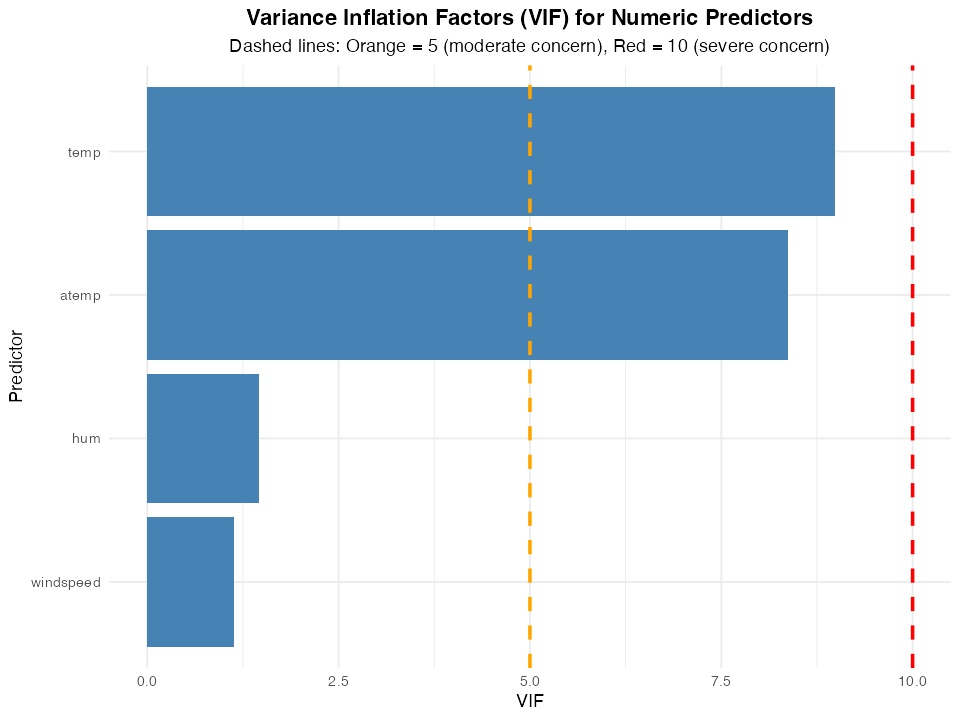 Variance Inflation Factors (VIF) for Numeric Predictors
Dashed lines: Orange = 5 (moderate concern), Red = 10 (severe concern)
Predictor
temp
atemp
hum
windspeed
0.0 2.5 5.0 7.5 10.0
VIF